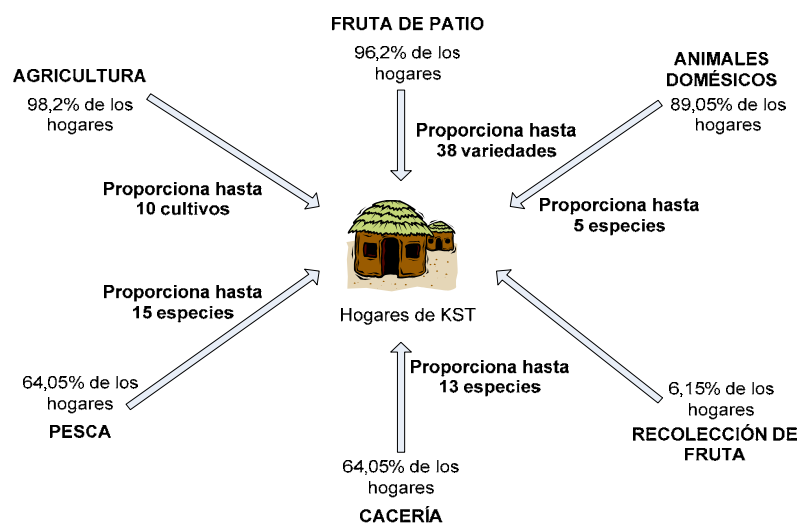 FRUTA DE PATIO
96,2% de los
hogares
AGRICULTURA
98,2% de los
hogares
ANIMALES
DOMÉSICOS
89,05% de los
hogares
Proporciona hasta
38 variedades
Proporciona hasta
10 cultivos
Proporciona hasta
5 especies
Proporciona hasta
15 especies
Hogares de KST
Proporciona hasta
13 especies
64,05% de los
hogares
PESCA
6,15% de los
hogares
RECOLECCIÓN DE
FRUTA
64,05% de los
hogares
CACERÍA